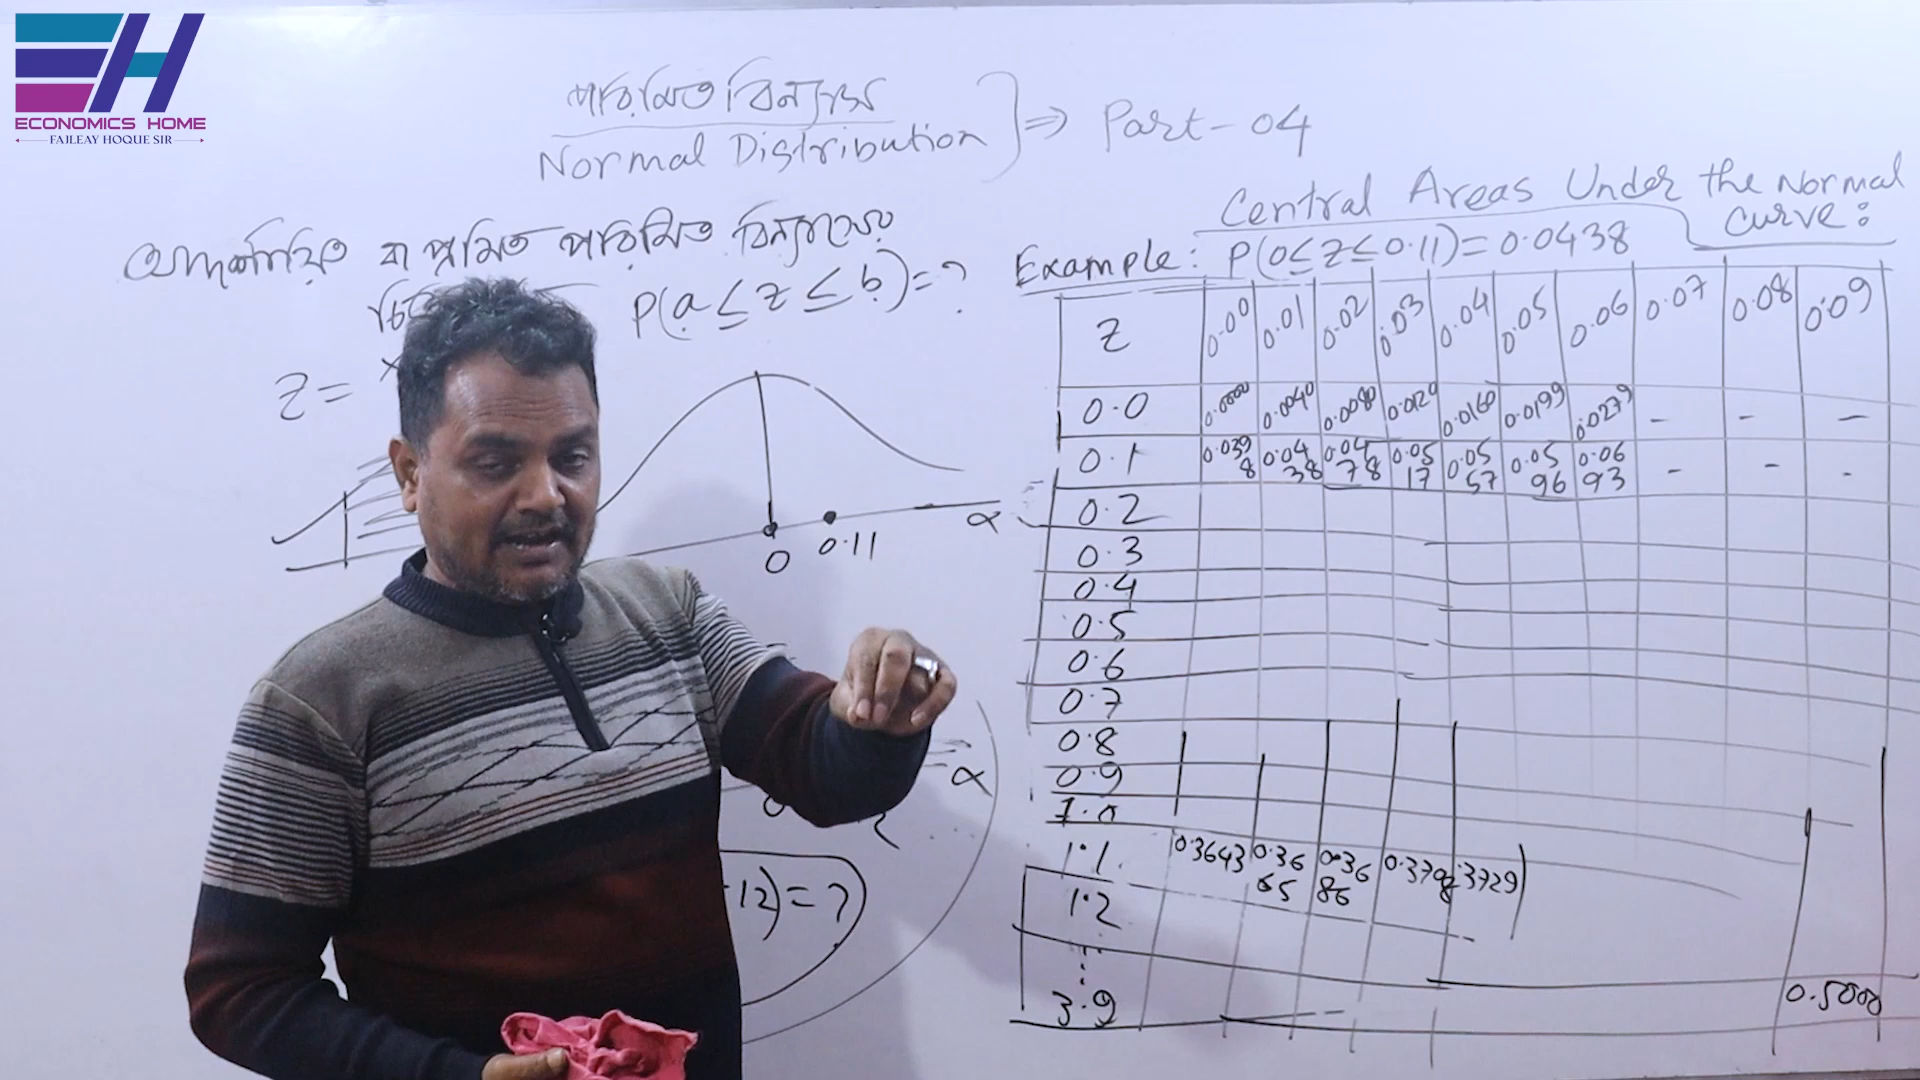 EH
ECONOMICS HOME
FAJLEAY HOQUE SIR
পরিমিত বিন্যাস
Normal Distribution
⇒ Part-04
বা প্রমিত পরিমিত বিন্যাসের
P(a ≤ z ≤ b) = ?
Z =
0 0.11 α
α
12) = ?
Central Areas Under the Normal
Curve:
Example: P(0 ≤ z ≤ 0.11) = 0.0438
Z 0.00 0.01 0.02 0.03 0.04 0.05 0.06 0.07 0.08 0.09
0.0 0.0000 0.0040 0.0080 0.0120 0.0160 0.0199 0.0279 - - -
0.1 0.0398 0.0438 0.0478 0.0517 0.0557 0.0596 0.0693 - - -
0.2
0.3
0.4
0.5
0.6
0.7
0.8
0.9
1.0
1.1 0.3643 0.3665 0.3686 0.3708 .3729
1.2
3.9 0.5000